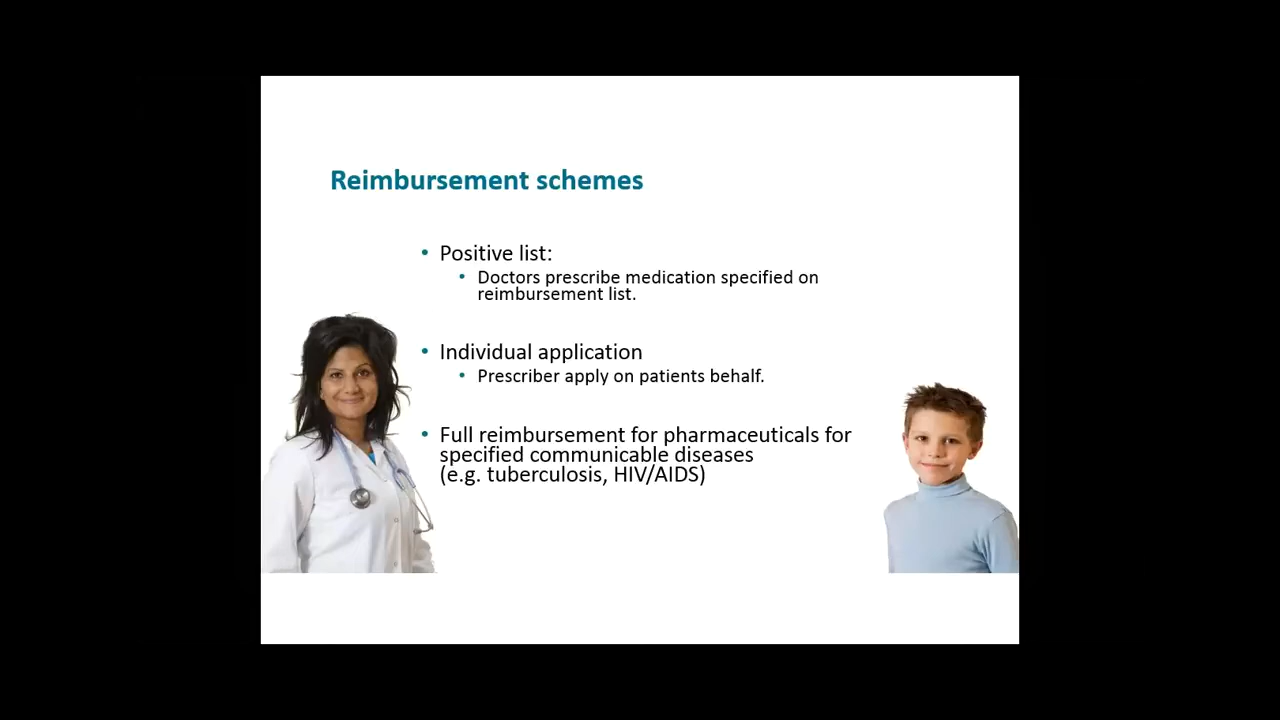 Reimbursement schemes
• Positive list:
• Doctors prescribe medication specified on
reimbursement list.
• Individual application
• Prescriber apply on patients behalf.
• Full reimbursement for pharmaceuticals for
specified communicable diseases
(e.g. tuberculosis, HIV/AIDS)